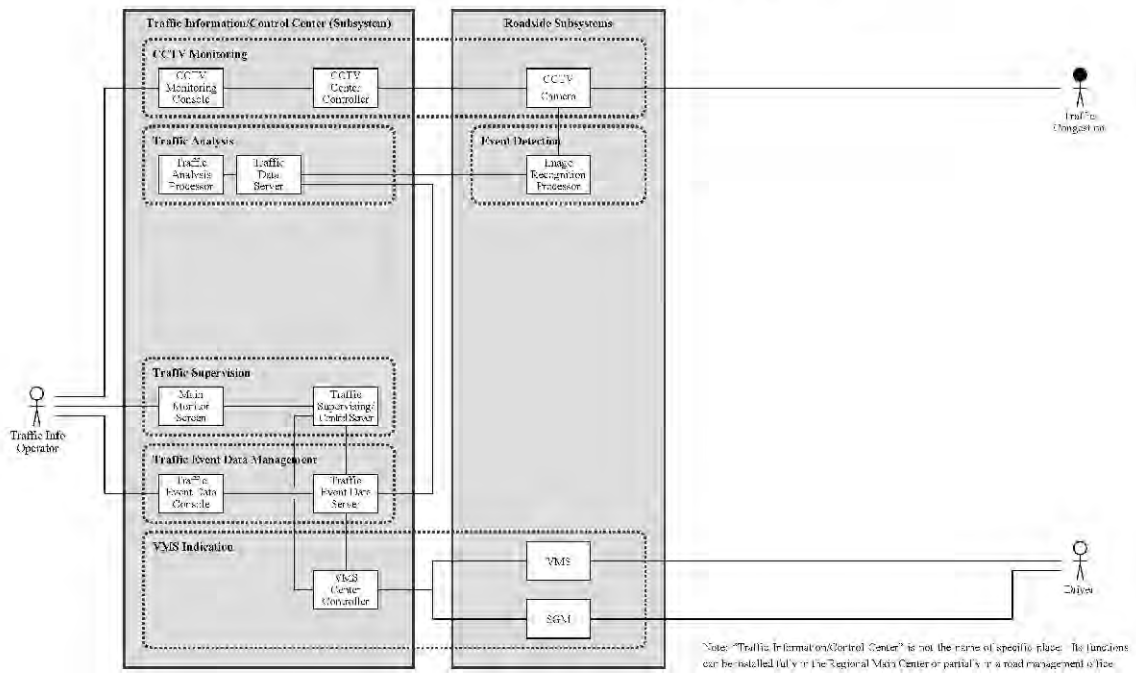 Traffic Information/Control Center (Subsystem)
Roadside Subsystems
CCTV Monitoring
CCTV
Monitoring
Console
CCTV
Center
Controller
CCTV
Camera
Traffic
Congestion
Traffic Analysis
Traffic
Analysis
Processor
Traffic
Data
Server
Event Detection
Image
Recognition
Processor
Traffic Supervision
Main
Monitor
Screen
Traffic
Supervising/
Control Server
Traffic Info
Operator
Traffic Event Data Management
Traffic
Event Data
Console
Traffic
Event Data
Server
VMS Indication
VMS
Center
Controller
VMS
SGM
Driver
Note: "Traffic Information/Control Center" is not the name of specific place. Its functions
can be installed fully in the Regional Main Center or partially in a road management office.